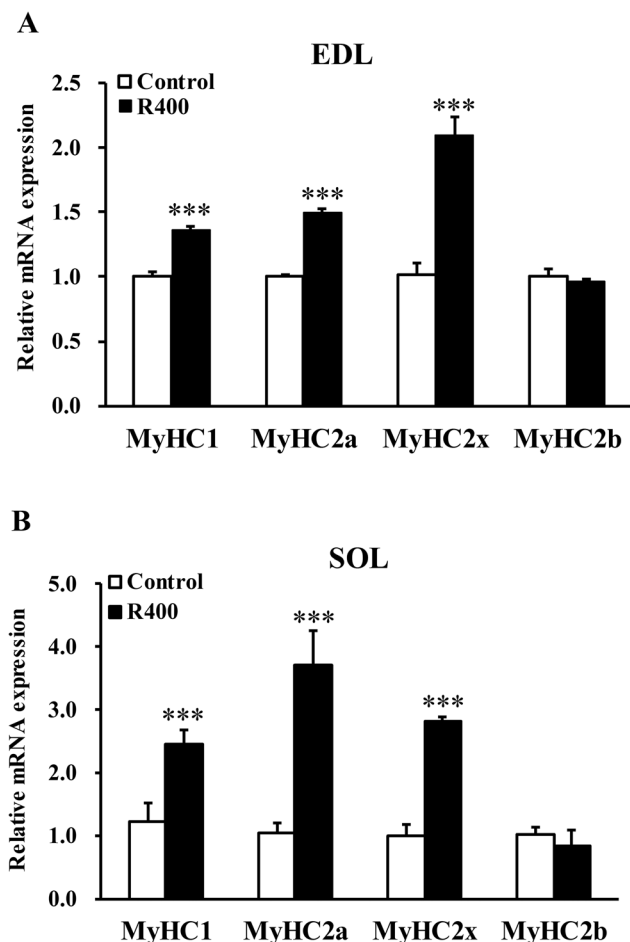 A
EDL
Control
R400
Relative mRNA expression
2.5
2.0
1.5
1.0
0.5
0.0
***
***
***
MyHC1 MyHC2a MyHC2x MyHC2b
B
SOL
Control
R400
Relative mRNA expression
5.0
4.0
3.0
2.0
1.0
0.0
***
***
***
MyHC1 MyHC2a MyHC2x MyHC2b